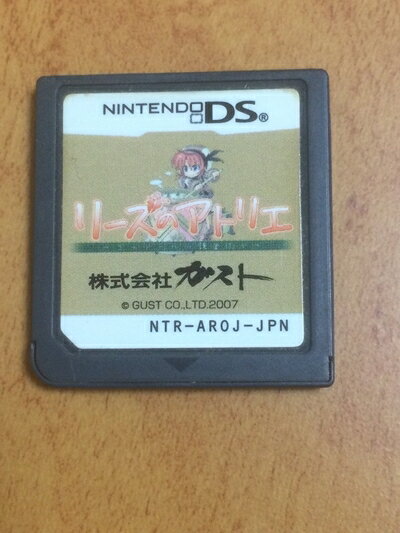 NINTENDO DS®
リーズのアトリエ
株式会社 ガスト
© GUST CO.,LTD.2007
NTR-AROJ-JPN